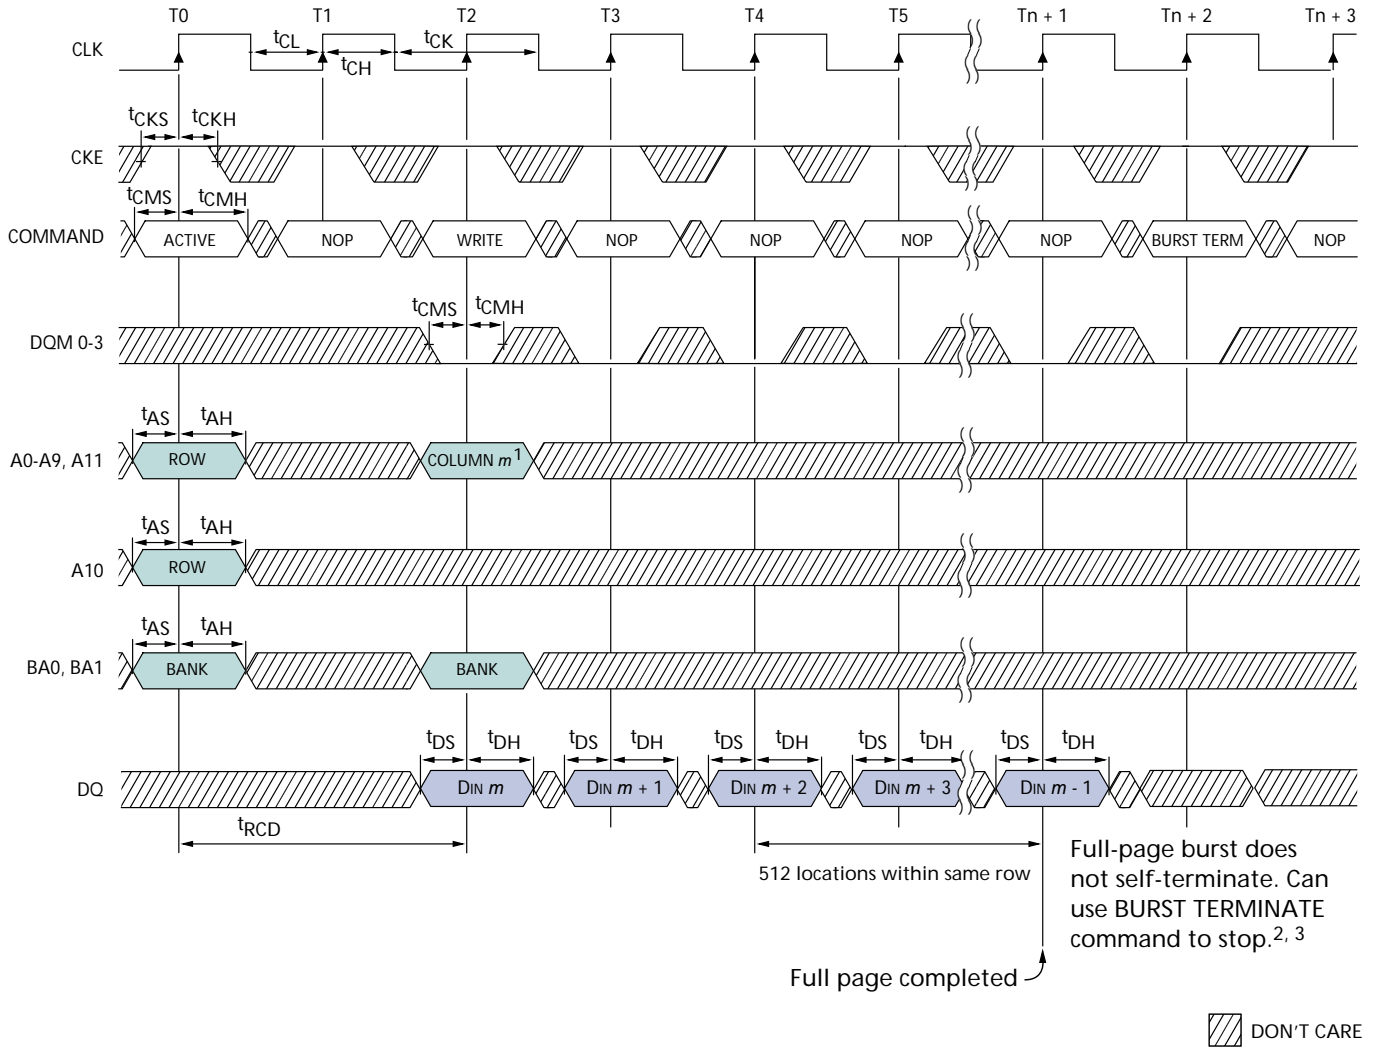 T0 T1 T2 T3 T4 T5 Tn + 1 Tn + 2 Tn + 3
CLK
tCL tCK
tCH
tCKS tCKH
CKE
tCMS tCMH
COMMAND ACTIVE NOP WRITE NOP NOP NOP NOP BURST TERM NOP
tCMS tCMH
DQM 0-3
tAS tAH
A0-A9, A11 ROW COLUMN m1
tAS tAH
A10 ROW
tAS tAH
BA0, BA1 BANK BANK
tDS tDH tDS tDH tDS tDH tDS tDH tDS tDH
DQ DIN m DIN m + 1 DIN m + 2 DIN m + 3 DIN m - 1
tRCD
512 locations within same row
Full-page burst does
not self-terminate. Can
use BURST TERMINATE
command to stop.2, 3
Full page completed
DON'T CARE